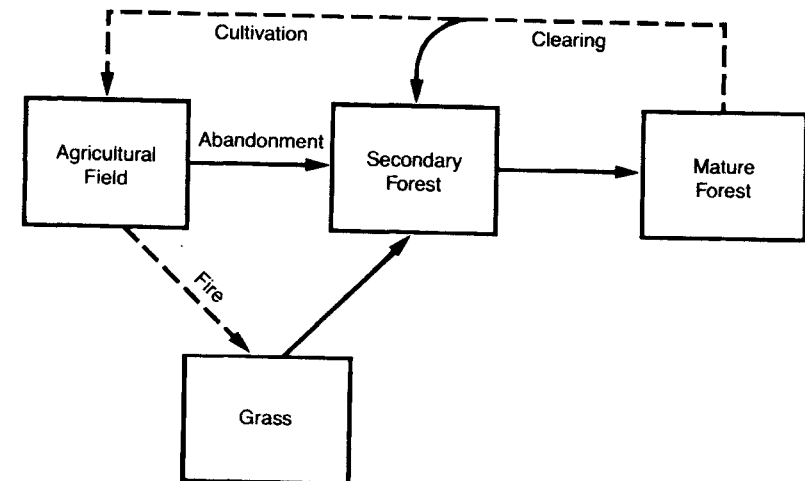 Cultivation
Clearing
Agricultural
Field
Abandonment
Secondary
Forest
Mature
Forest
Fire
Grass